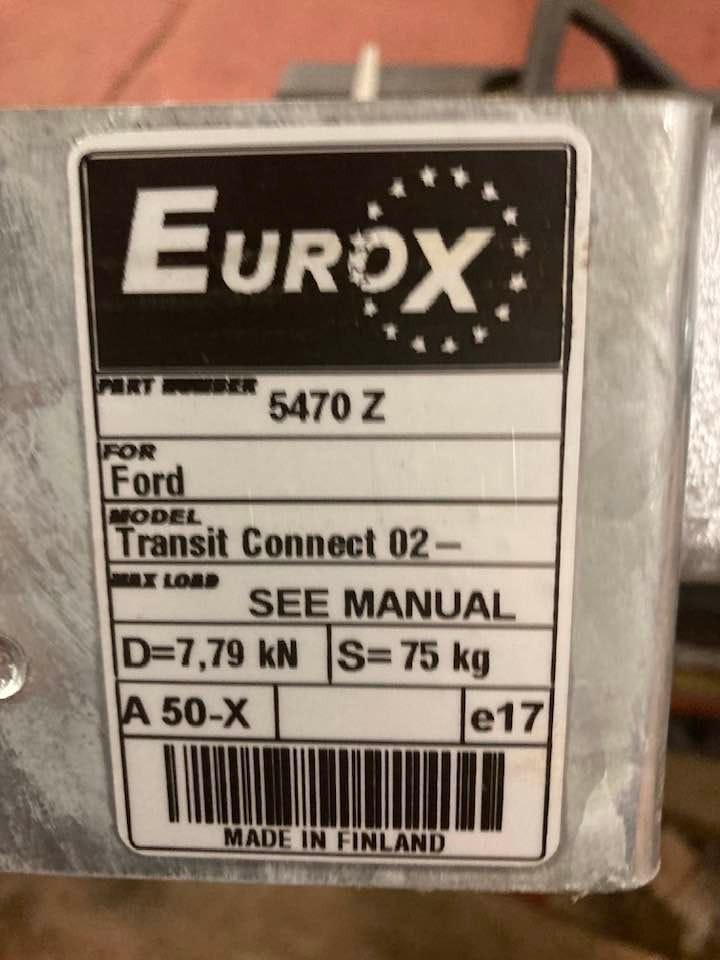 EUROX
PART NUMBER 5470 Z
FOR
Ford
MODEL
Transit Connect 02–
MAX LOAD
SEE MANUAL
D=7,79 kN S= 75 kg
A 50-X e17
MADE IN FINLAND